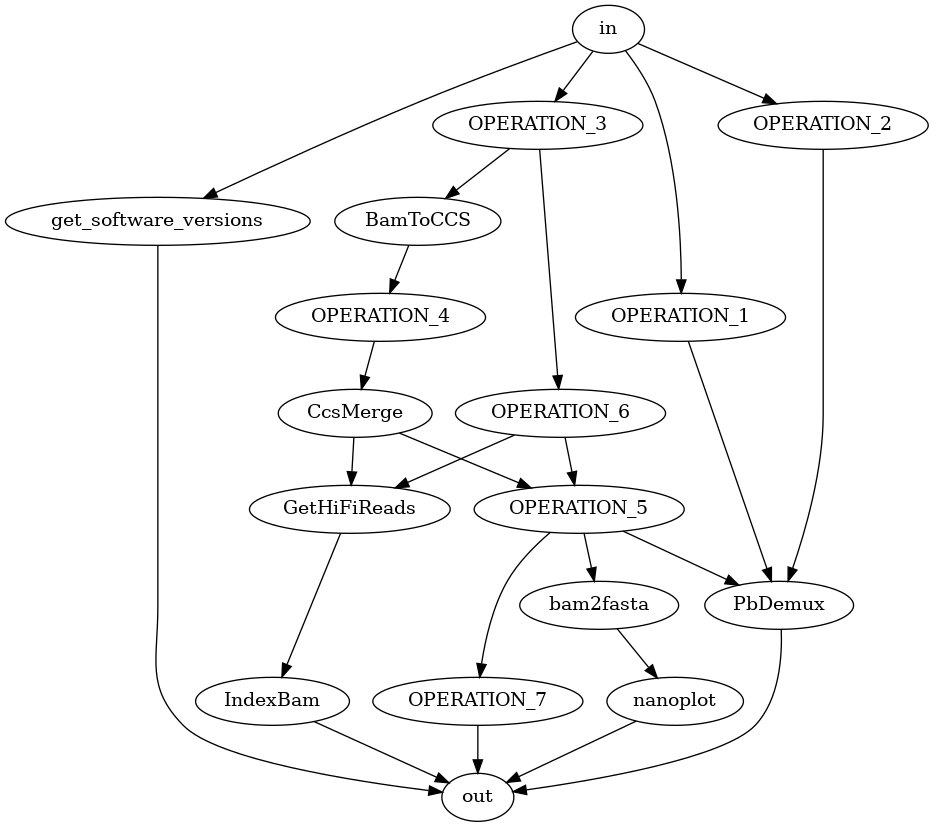 in
OPERATION_3
OPERATION_2
get_software_versions
BamToCCS
OPERATION_4
OPERATION_1
CcsMerge
OPERATION_6
GetHiFiReads
OPERATION_5
bam2fasta
PbDemux
IndexBam
OPERATION_7
nanoplot
out